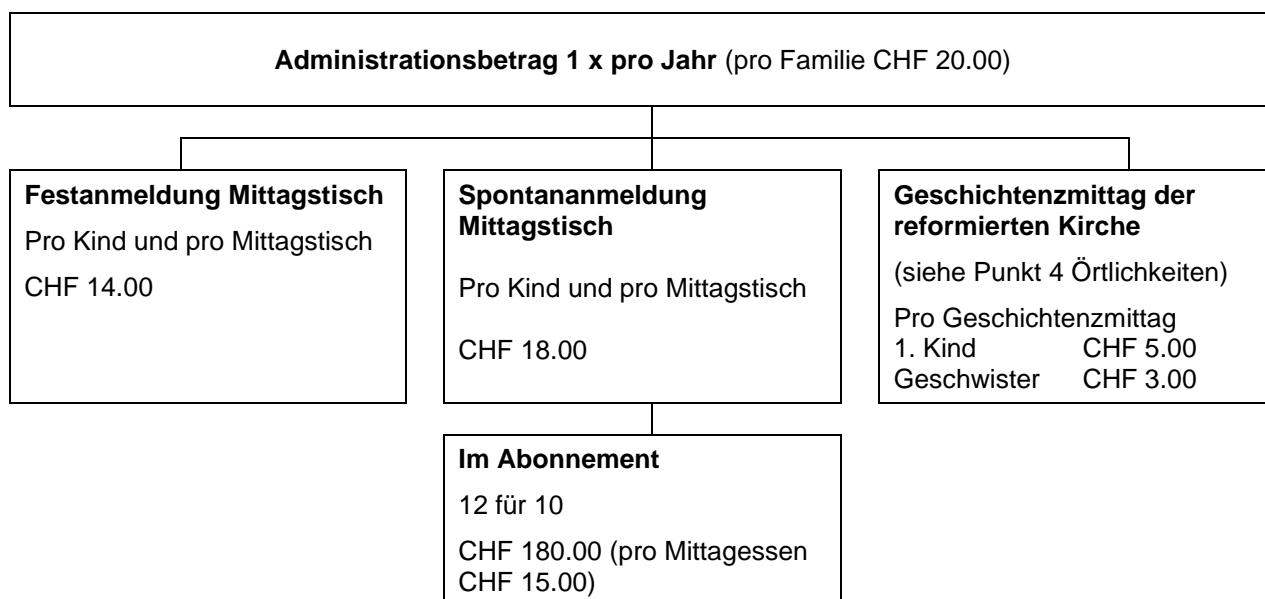 Administrationsbetrag 1 x pro Jahr (pro Familie CHF 20.00)
Festanmeldung Mittagstisch
Pro Kind und pro Mittagstisch
CHF 14.00
Spontananmeldung
Mittagstisch
Pro Kind und pro Mittagstisch
CHF 18.00
Geschichtenzmittag der
reformierten Kirche
(siehe Punkt 4 Örtlichkeiten)
Pro Geschichtenzmittag
1. Kind CHF 5.00
Geschwister CHF 3.00
Im Abonnement
12 für 10
CHF 180.00 (pro Mittagessen
CHF 15.00)